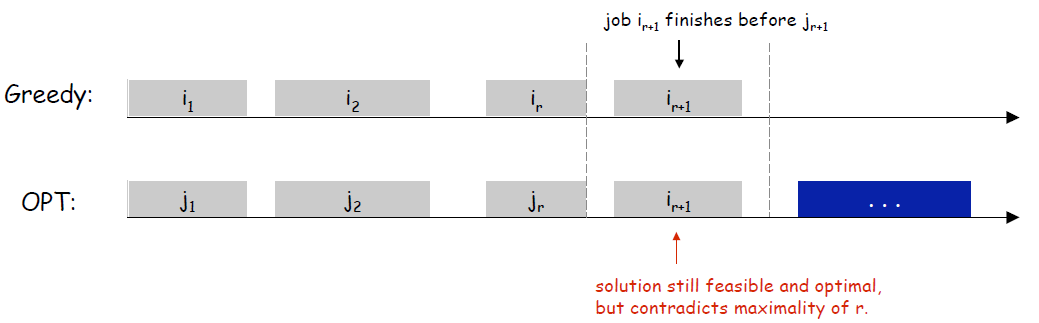 job i_{r+1} finishes before j_{r+1}
Greedy: i_1 i_2 i_r i_{r+1}
OPT: j_1 j_2 j_r i_{r+1} . . .
solution still feasible and optimal,
but contradicts maximality of r.